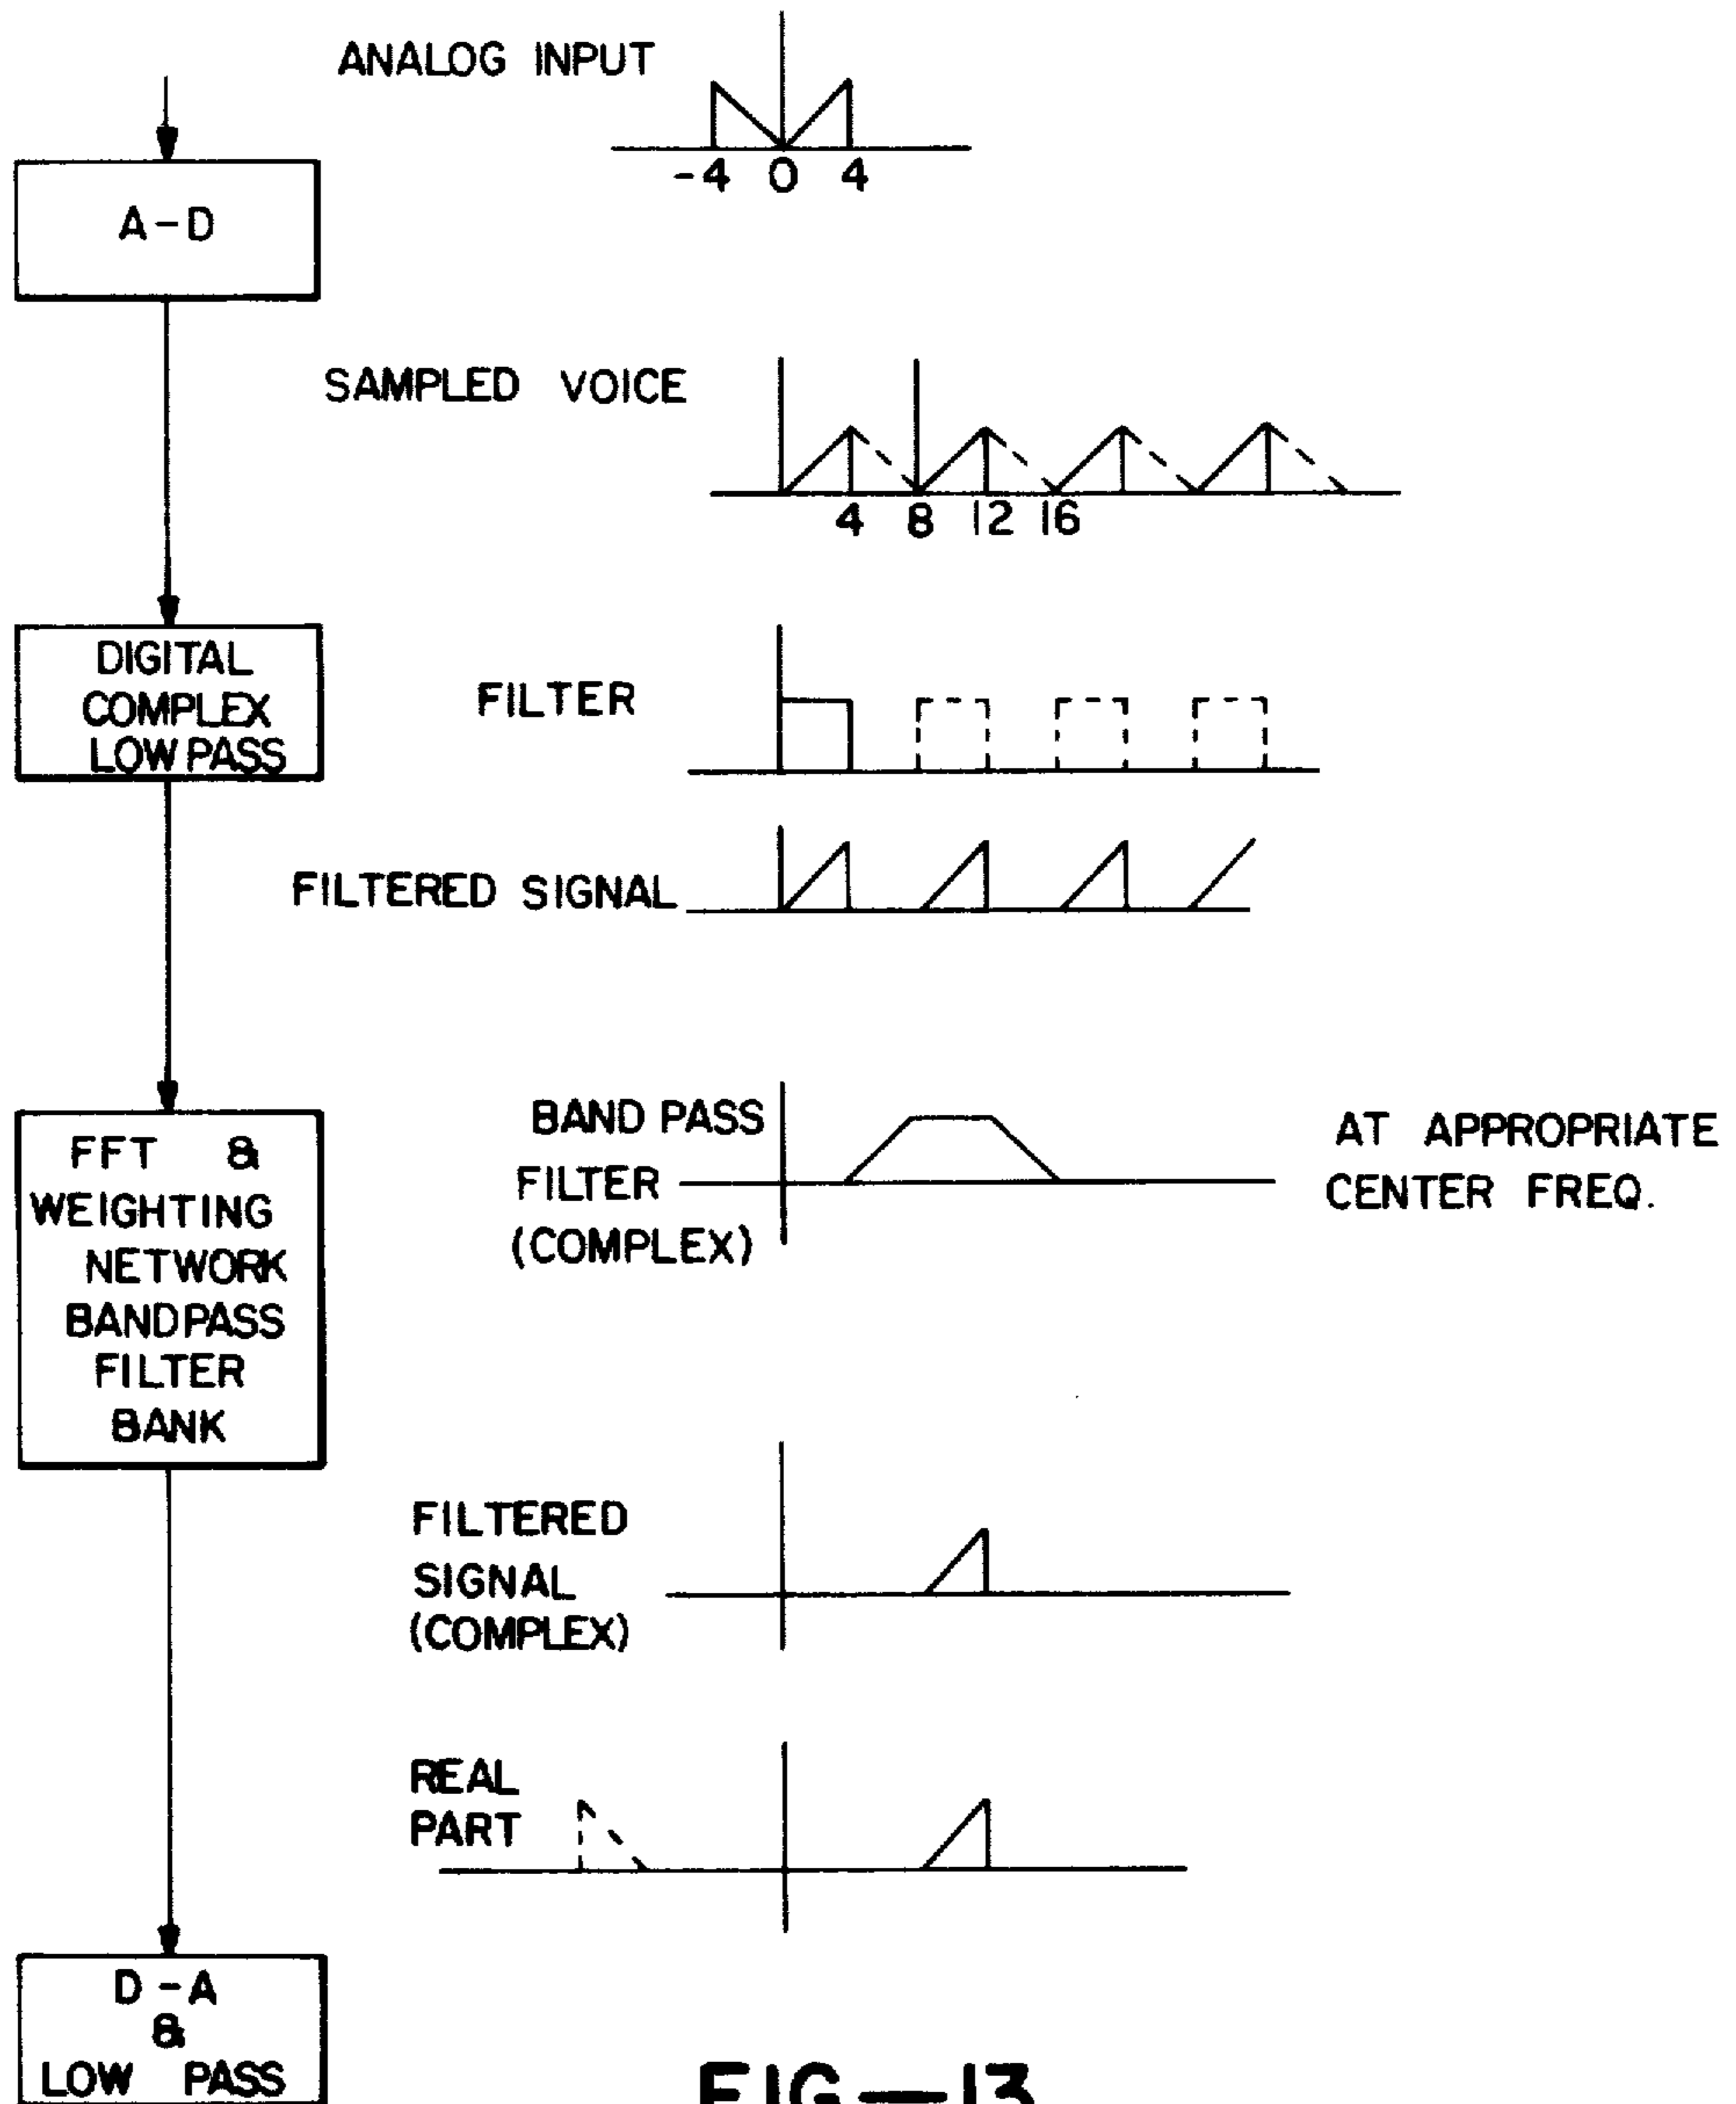 ANALOG INPUT
-4 0 4
A-D
SAMPLED VOICE
4 8 12 16
DIGITAL
COMPLEX
LOW PASS
FILTER
FILTERED SIGNAL
FFT &
WEIGHTING
NETWORK
BANDPASS
FILTER
BANK
BAND PASS
FILTER
(COMPLEX)
AT APPROPRIATE
CENTER FREQ.
FILTERED
SIGNAL
(COMPLEX)
REAL
PART
D-A
&
LOW PASS
FIG—13